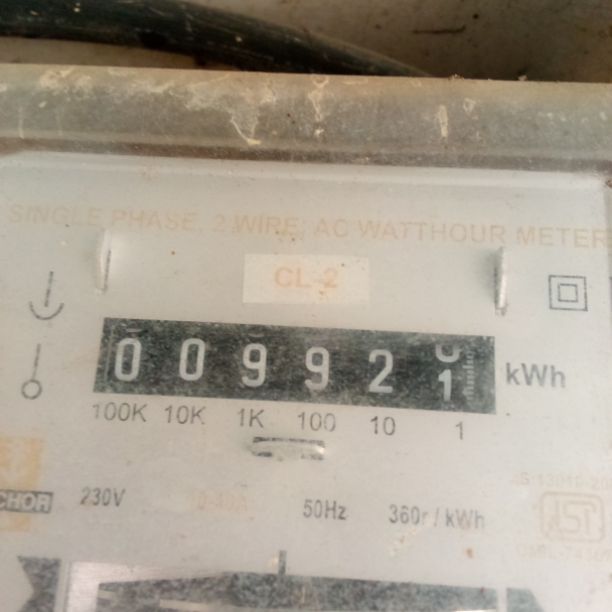 SINGLE PHASE, 2 WIRE, AC WATTHOUR METER
CL-2
0 0 9 9 2 1 kWh
100K 10K 1K 100 10 1
CHOR 230V 50Hz 360r / kWh